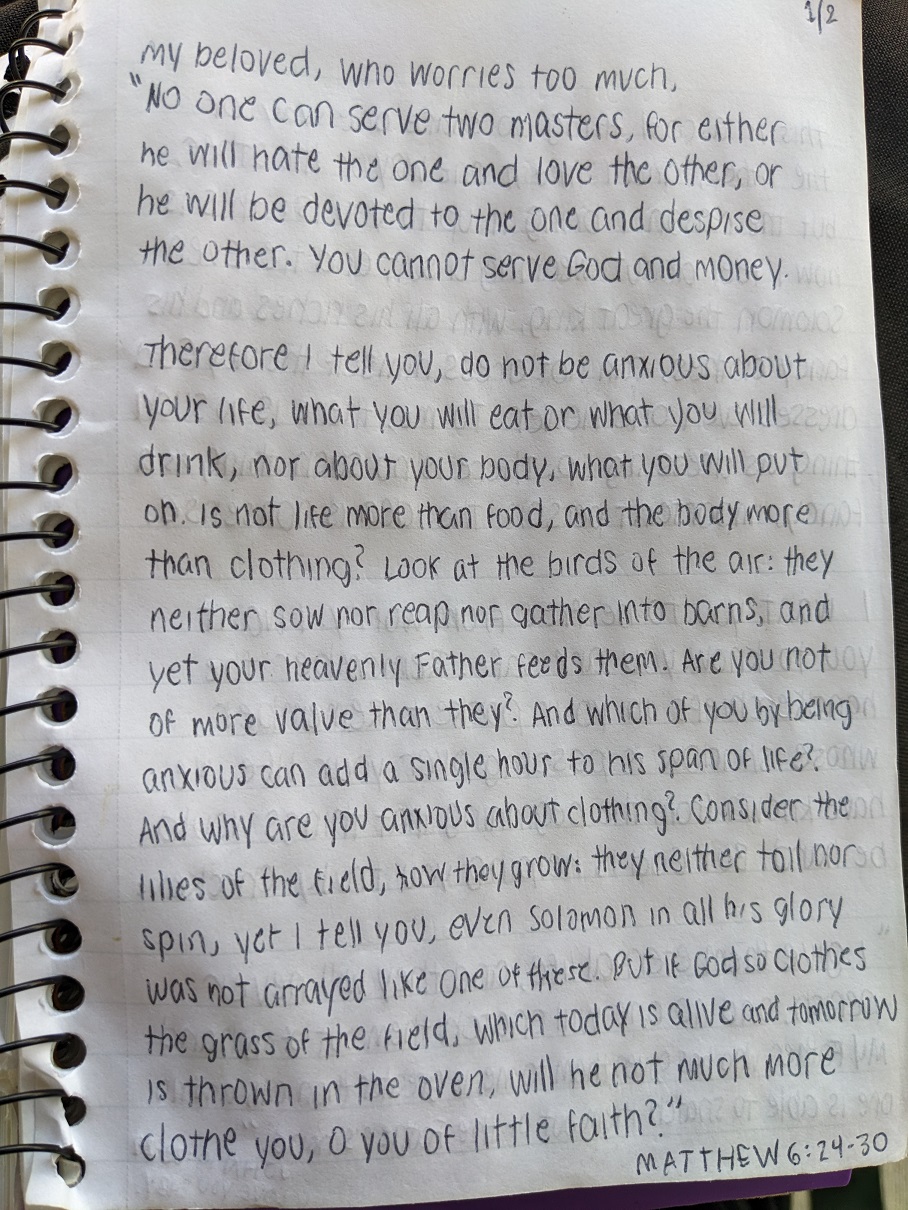 1/2
My beloved, who worries too much,
"No one can serve two masters, for either
he will hate the one and love the other, or
he will be devoted to the one and despise
the other. You cannot serve God and money.
Therefore I tell you, do not be anxious about
your life, what you will eat or what you will
drink, nor about your body, what you will put
on. Is not life more than food, and the body more
than clothing? Look at the birds of the air: they
neither sow nor reap nor gather into barns, and
yet your heavenly Father feeds them. Are you not
of more value than they? And which of you by being
anxious can add a single hour to his span of life?
And why are you anxious about clothing? Consider the
lilies of the field, how they grow: they neither toil nor
spin, yet I tell you, even Solomon in all his glory
was not arrayed like one of these. But if God so clothes
the grass of the field, which today is alive and tomorrow
is thrown in the oven, will he not much more
clothe you, O you of little faith?"
MATTHEW 6:24-30